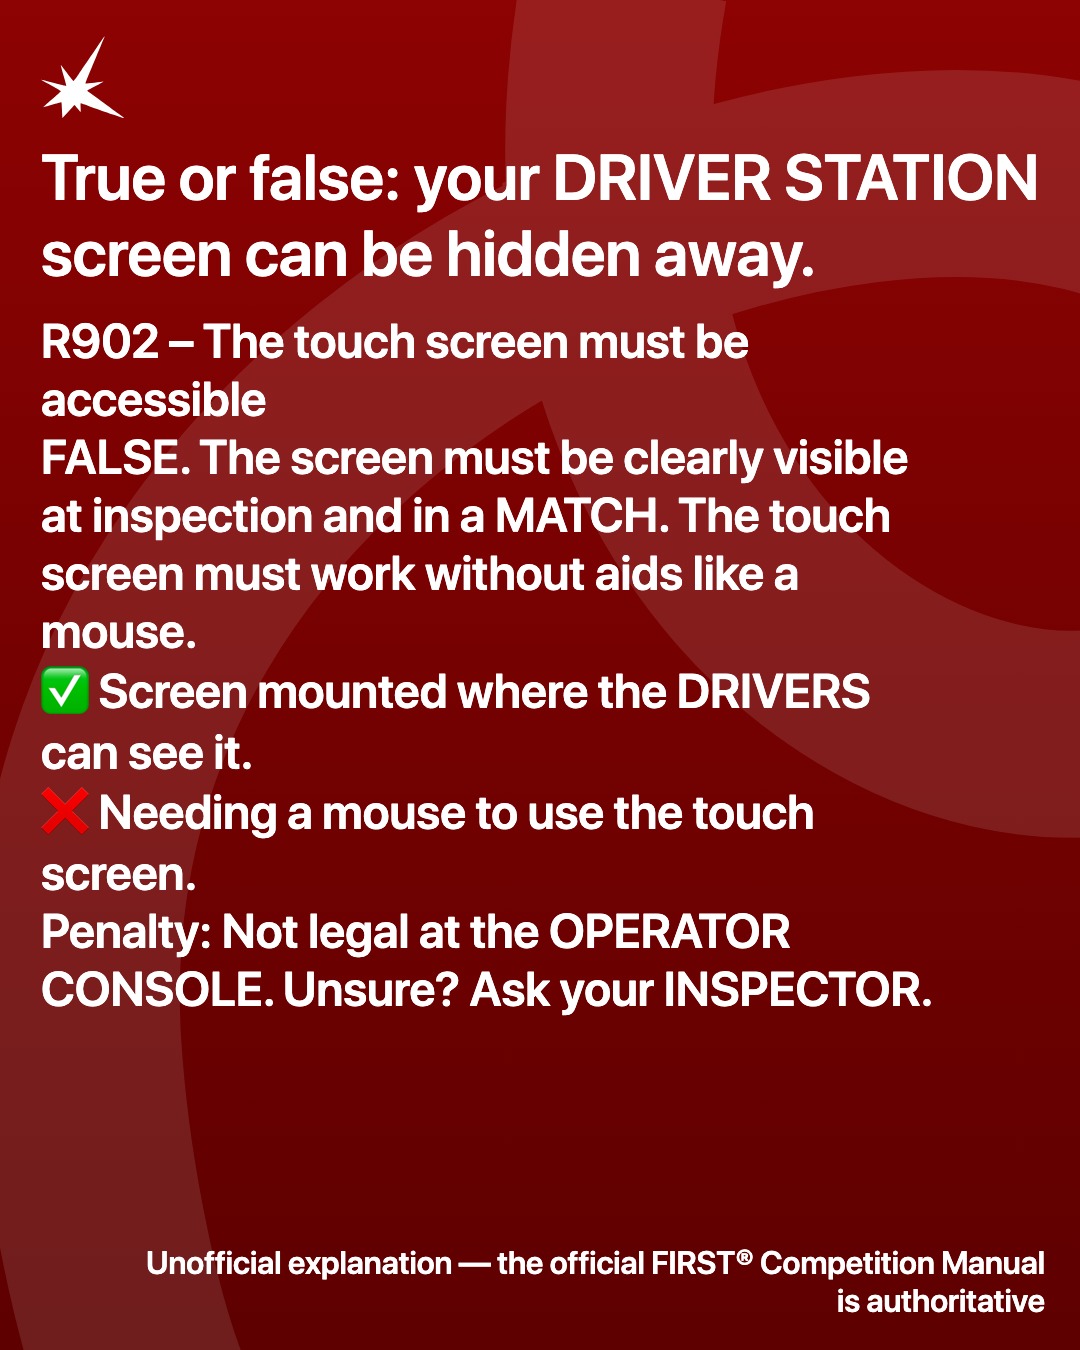 True or false: your DRIVER STATION
screen can be hidden away.
R902 – The touch screen must be
accessible
FALSE. The screen must be clearly visible
at inspection and in a MATCH. The touch
screen must work without aids like a
mouse.
✅ Screen mounted where the DRIVERS
can see it.
❌ Needing a mouse to use the touch
screen.
Penalty: Not legal at the OPERATOR
CONSOLE. Unsure? Ask your INSPECTOR.
Unofficial explanation — the official FIRST® Competition Manual
is authoritative